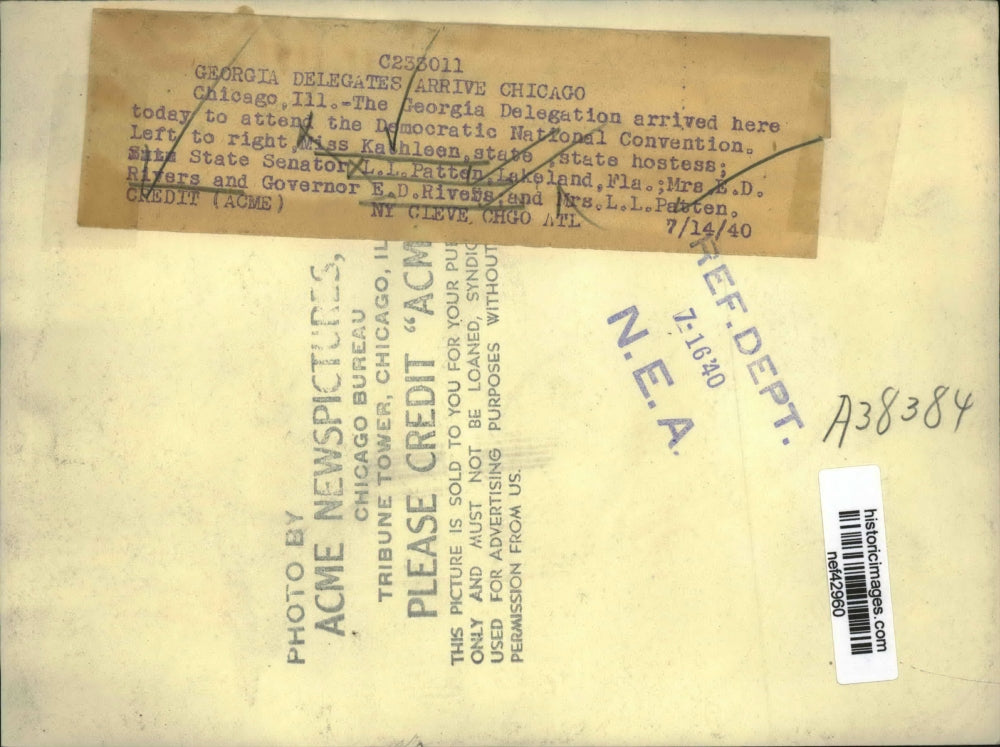 C233011
GEORGIA DELEGATES ARRIVE CHICAGO
Chicago,Ill.-The Georgia Delegation arrived here
today to attend the Democratic National Convention.
Left to right,Miss Kathleen,state ,state hostess;
State Senator L.L.Patten,Lakeland,Fla.;Mrs E.D.
Rivers and Governor E.D.Rivers,and Mrs.L.L.Patten.
CREDIT (ACME) NY CLEVE CHGO ATL 7/14/40
PHOTO BY
ACME NEWSPICTURES,
CHICAGO BUREAU
TRIBUNE TOWER, CHICAGO, IL
PLEASE CREDIT "ACM
THIS PICTURE IS SOLD TO YOU FOR YOUR PU
ONLY AND MUST NOT BE LOANED, SYNDIC
USED FOR ADVERTISING PURPOSES WITHOUT
PERMISSION FROM US.
REF. DEPT.
7-16'40
N. E. A.
A38384
historicimages.com
nef42960